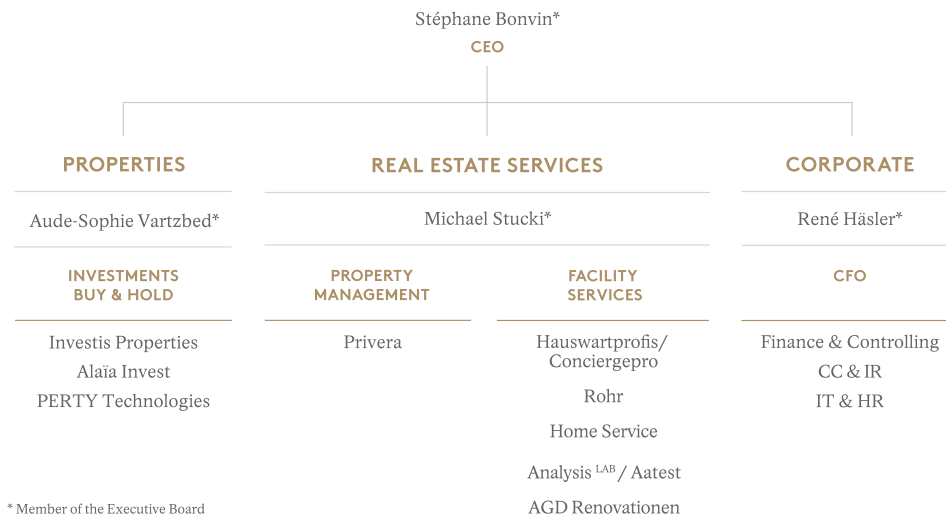 Stéphane Bonvin*
CEO
PROPERTIES
Aude-Sophie Vartzbed*
INVESTMENTS
BUY & HOLD
Investis Properties
Alaïa Invest
PERTY Technologies
REAL ESTATE SERVICES
Michael Stucki*
PROPERTY
MANAGEMENT
Privera
FACILITY
SERVICES
Hauswartprofis/
Conciergepro
Rohr
Home Service
Analysis LAB / Aatest
AGD Renovationen
CORPORATE
René Häsler*
CFO
Finance & Controlling
CC & IR
IT & HR
* Member of the Executive Board